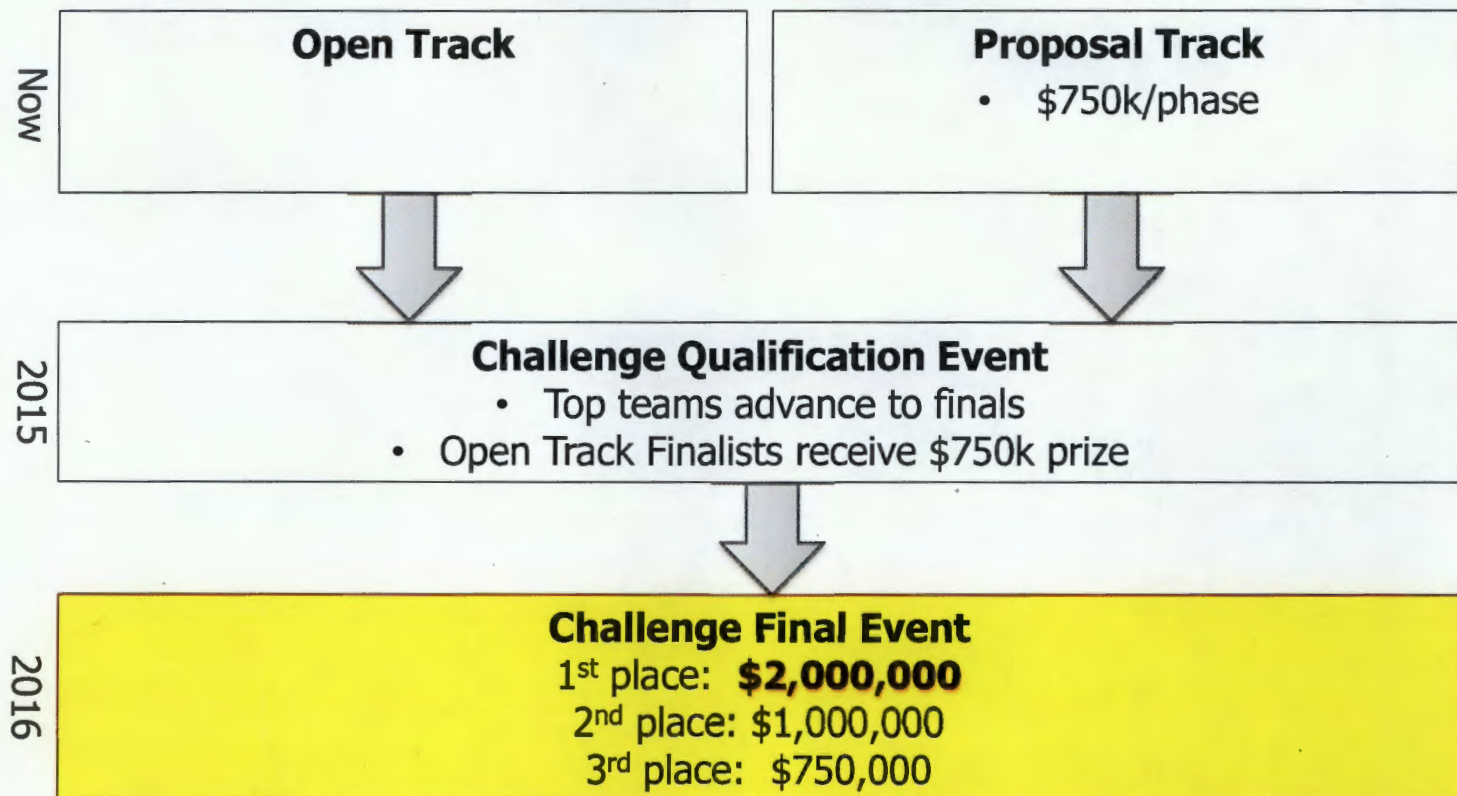 Now
Open Track
Proposal Track
• $750k/phase
2015
Challenge Qualification Event
• Top teams advance to finals
• Open Track Finalists receive $750k prize
2016
Challenge Final Event
1st place: $2,000,000
2nd place: $1,000,000
3rd place: $750,000